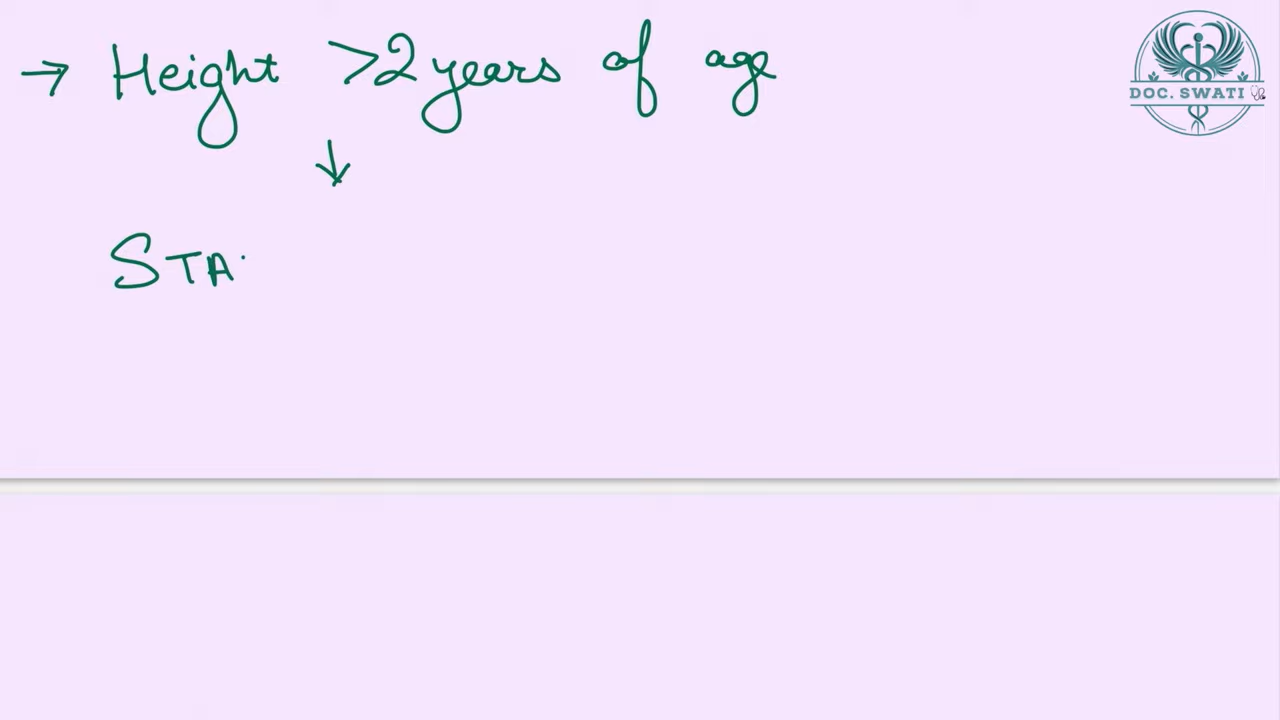 → Height >2 years of age
DOC. SWATI
↓
STA